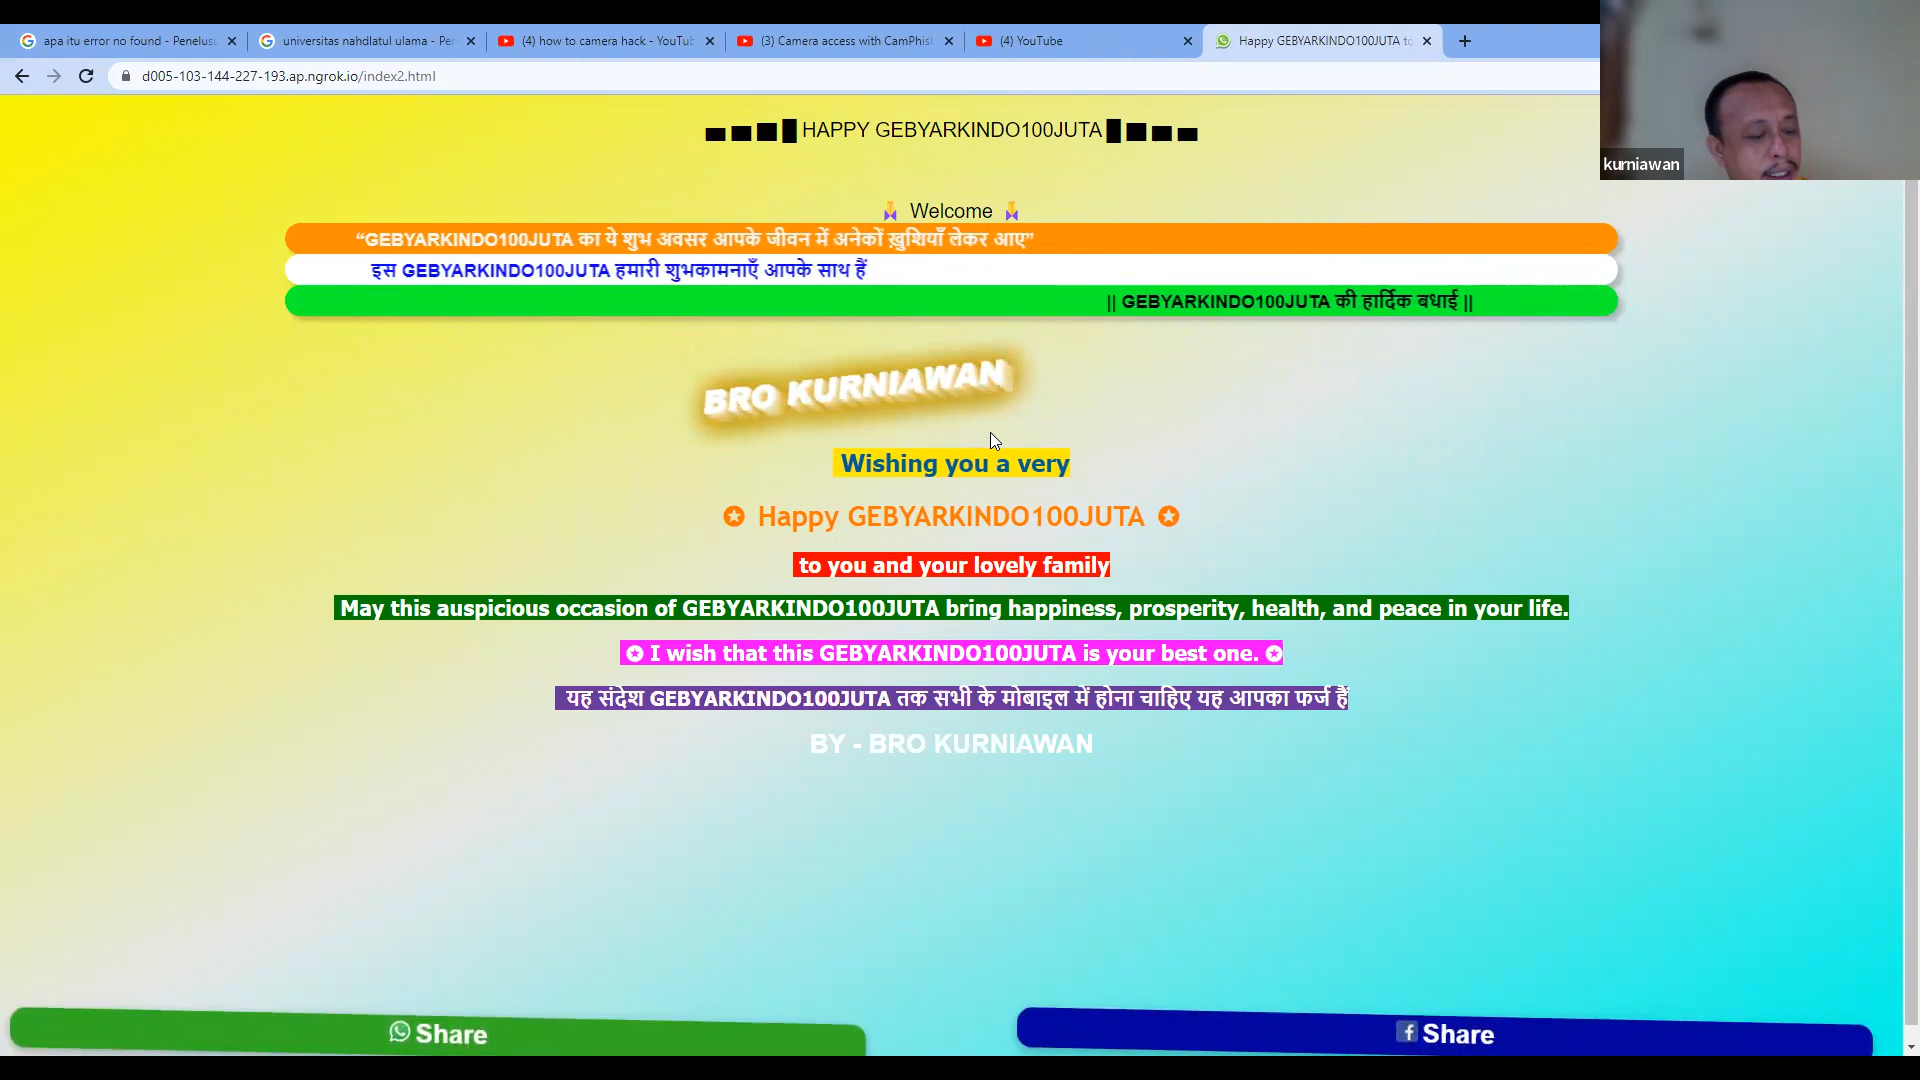 apa itu error no found - Penelus
universitas nahdlatul ulama - Per
(4) how to camera hack - YouTub
(3) Camera access with CamPhish
(4) YouTube
Happy GEBYARKINDO100JUTA to
d005-103-144-227-193.ap.ngrok.io/index2.html
kurniawan
HAPPY GEBYARKINDO100JUTA
Welcome
“GEBYARKINDO100JUTA का ये शुभ अवसर आपके जीवन में अनेकों ख़ुशियाँ लेकर आए”
इस GEBYARKINDO100JUTA हमारी शुभकामनाएँ आपके साथ हैं
|| GEBYARKINDO100JUTA की हार्दिक बधाई ||
BRO KURNIAWAN
Wishing you a very
✪ Happy GEBYARKINDO100JUTA ✪
to you and your lovely family
May this auspicious occasion of GEBYARKINDO100JUTA bring happiness, prosperity, health, and peace in your life.
✪ I wish that this GEBYARKINDO100JUTA is your best one. ✪
यह संदेश GEBYARKINDO100JUTA तक सभी के मोबाइल में होना चाहिए यह आपका फर्ज हैं
BY - BRO KURNIAWAN
Share
Share